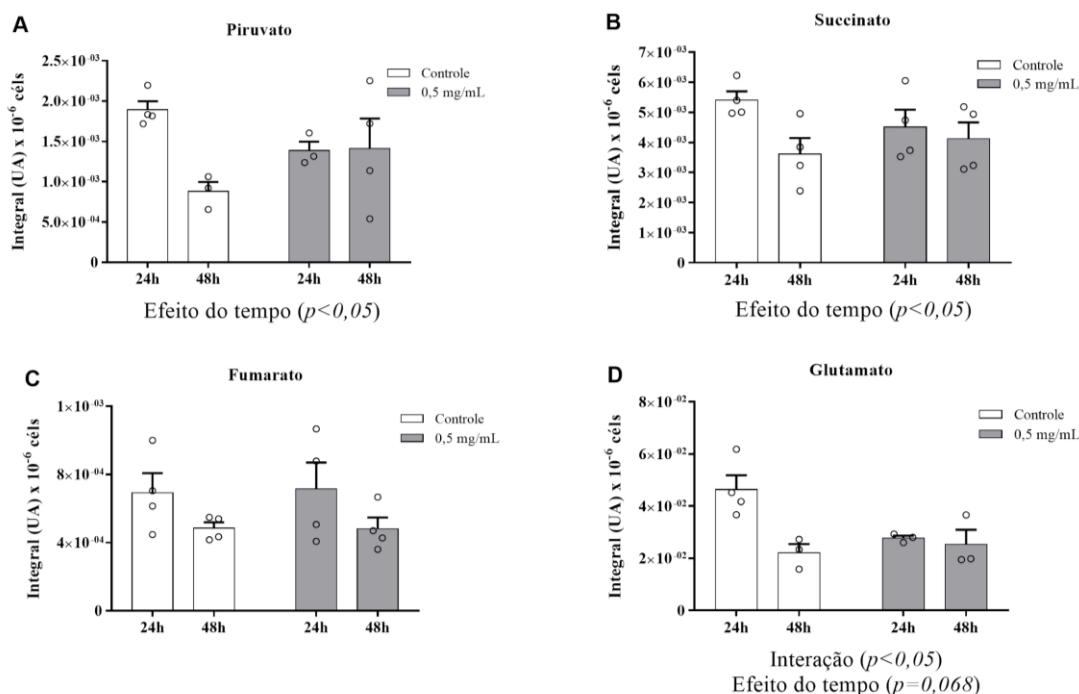 A
Piruvato
Integral (UA) x 10⁻⁶ céls
2.5×10⁻⁰³
2.0×10⁻⁰³
1.5×10⁻⁰³
1.0×10⁻⁰³
5.0×10⁻⁰⁴
0
24h 48h 24h 48h
Controle
0,5 mg/mL
Efeito do tempo (p<0,05)
B
Succinato
Integral (UA) x 10⁻⁶ céls
7×10⁻⁰³
6×10⁻⁰³
5×10⁻⁰³
4×10⁻⁰³
3×10⁻⁰³
2×10⁻⁰³
1×10⁻⁰³
0
24h 48h 24h 48h
Controle
0,5 mg/mL
Efeito do tempo (p<0,05)
C
Fumarato
Integral (UA) x 10⁻⁶ céls
1×10⁻⁰³
8×10⁻⁰⁴
4×10⁻⁰⁴
0
24h 48h 24h 48h
Controle
0,5 mg/mL
D
Glutamato
Integral (UA) x 10⁻⁶ céls
8×10⁻⁰²
6×10⁻⁰²
4×10⁻⁰²
2×10⁻⁰²
0
24h 48h 24h 48h
Controle
0,5 mg/mL
Interação (p<0,05)
Efeito do tempo (p=0,068)